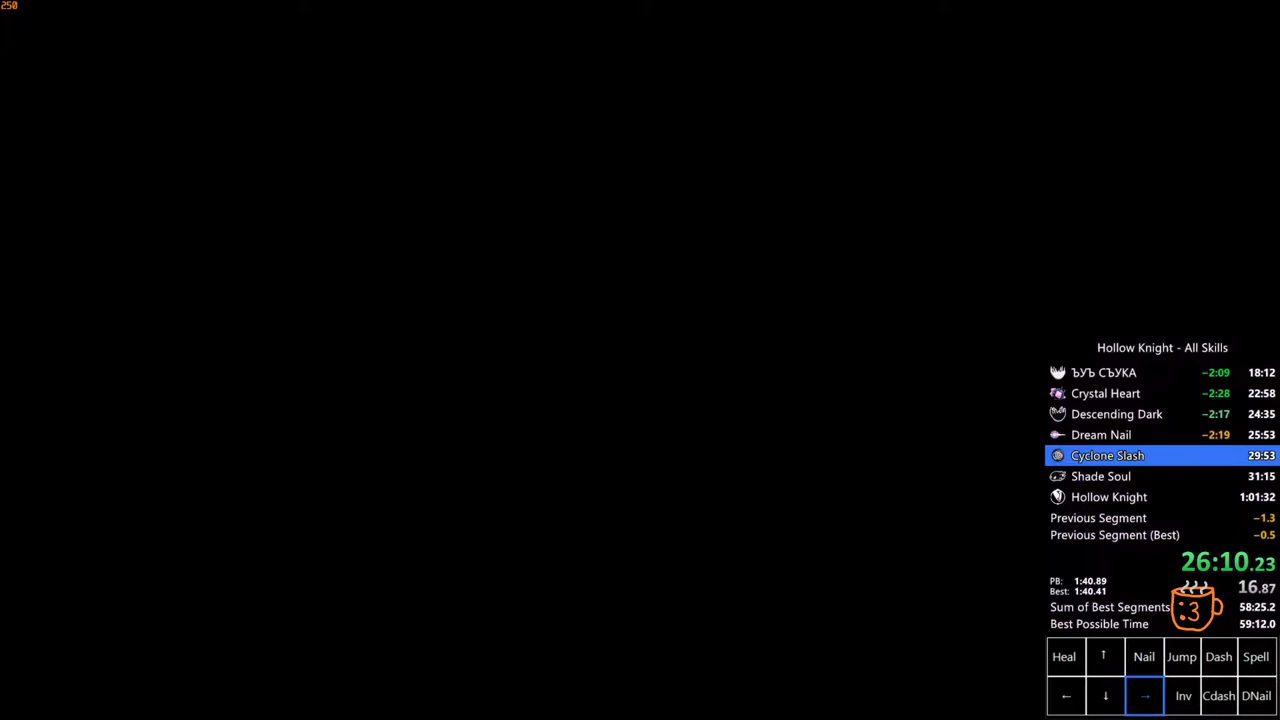 250
Hollow Knight - All Skills
ЪУЪ СЪУКА −2:09 18:12
Crystal Heart −2:28 22:58
Descending Dark −2:17 24:35
Dream Nail −2:19 25:53
Cyclone Slash 29:53
Shade Soul 31:15
Hollow Knight 1:01:32
Previous Segment −1.3
Previous Segment (Best) −0.5
26:10.23
PB: 1:40.89 16.87
Best: 1:40.41
Sum of Best Segments 58:25.2
:3
Best Possible Time 59:12.0
Heal ↑ Nail Jump Dash Spell
← ↓ → Inv Cdash DNail